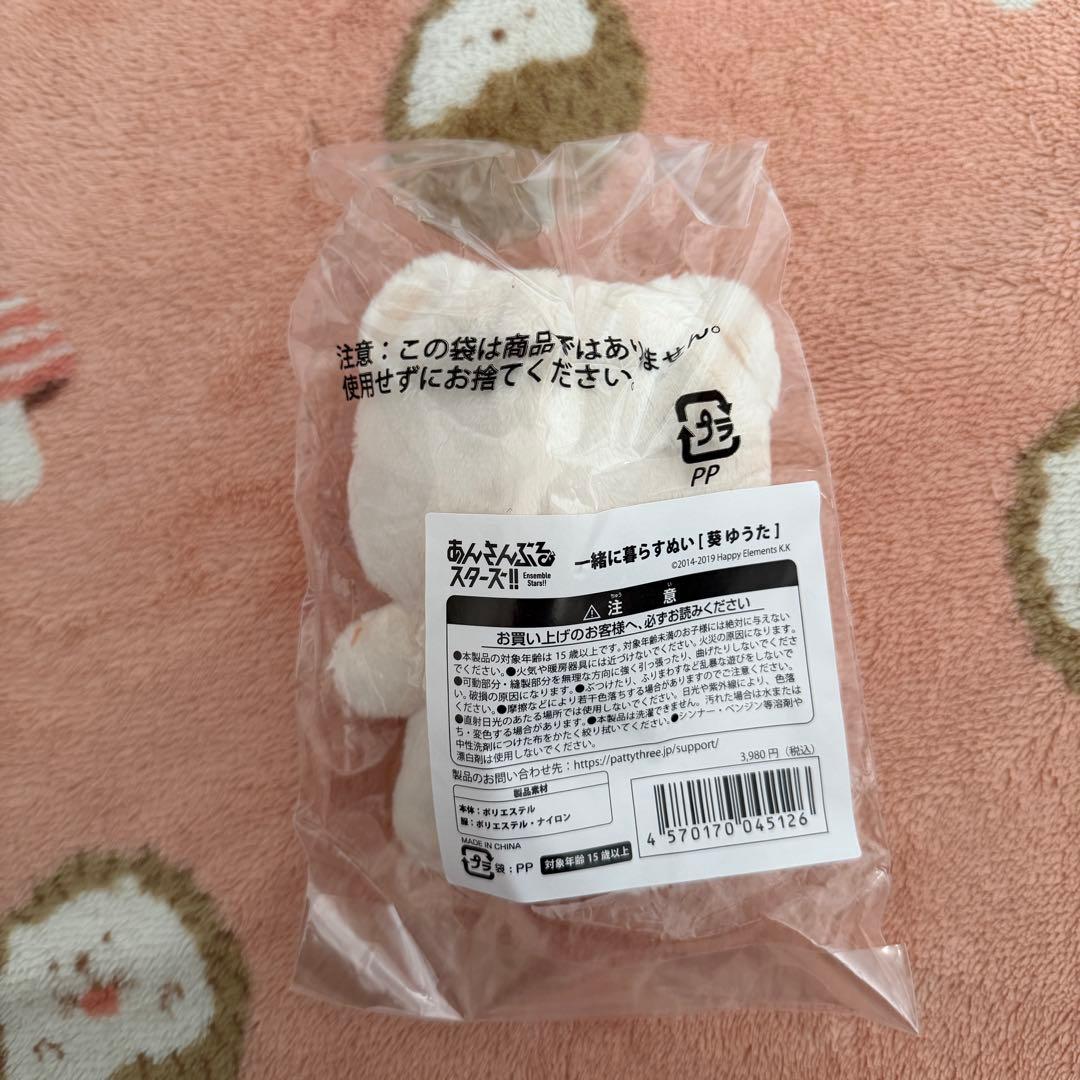 注意：この袋は商品ではありません。
使用せずにお捨てください。
プラ
PP
あんさんぶる
スターズ!!
Ensemble
Stars!!
一緒に暮らすぬい [ 葵 ゆうた ]
©2014-2019 Happy Elements K.K
ちゅう い
注 意
お買い上げのお客様へ、必ずお読みください
●本製品の対象年齢は 15 歳以上です。対象年齢未満のお子様には絶対に与えない
でください。●火気や暖房器具には近づけないでください。火災の原因になります。
●可動部分・縫製部分を無理な方向に強く引っ張ったり、曲げたりしないでくださ
い。破損の原因になります。●ぶつけたり、ふりまわすなど乱暴な遊びをしないで
ください。●摩擦などにより若干色落ちする場合がありますのでご注意ください。
●直射日光のあたる場所では使用しないでください。日光や紫外線により、色落
ち・変色する場合があります。●本製品は洗濯できません。汚れた場合は水または
中性洗剤につけた布をかたく絞り拭いてください。●シンナー・ベンジン等溶剤や
漂白剤は使用しないでください。
製品のお問い合わせ先：https://pattythree.jp/support/
3,980 円（税込）
製品素材
本体：ポリエステル
服：ポリエステル・ナイロン
MADE IN CHINA
プラ 袋：PP
対象年齢 15 歳以上
4 570170 045126